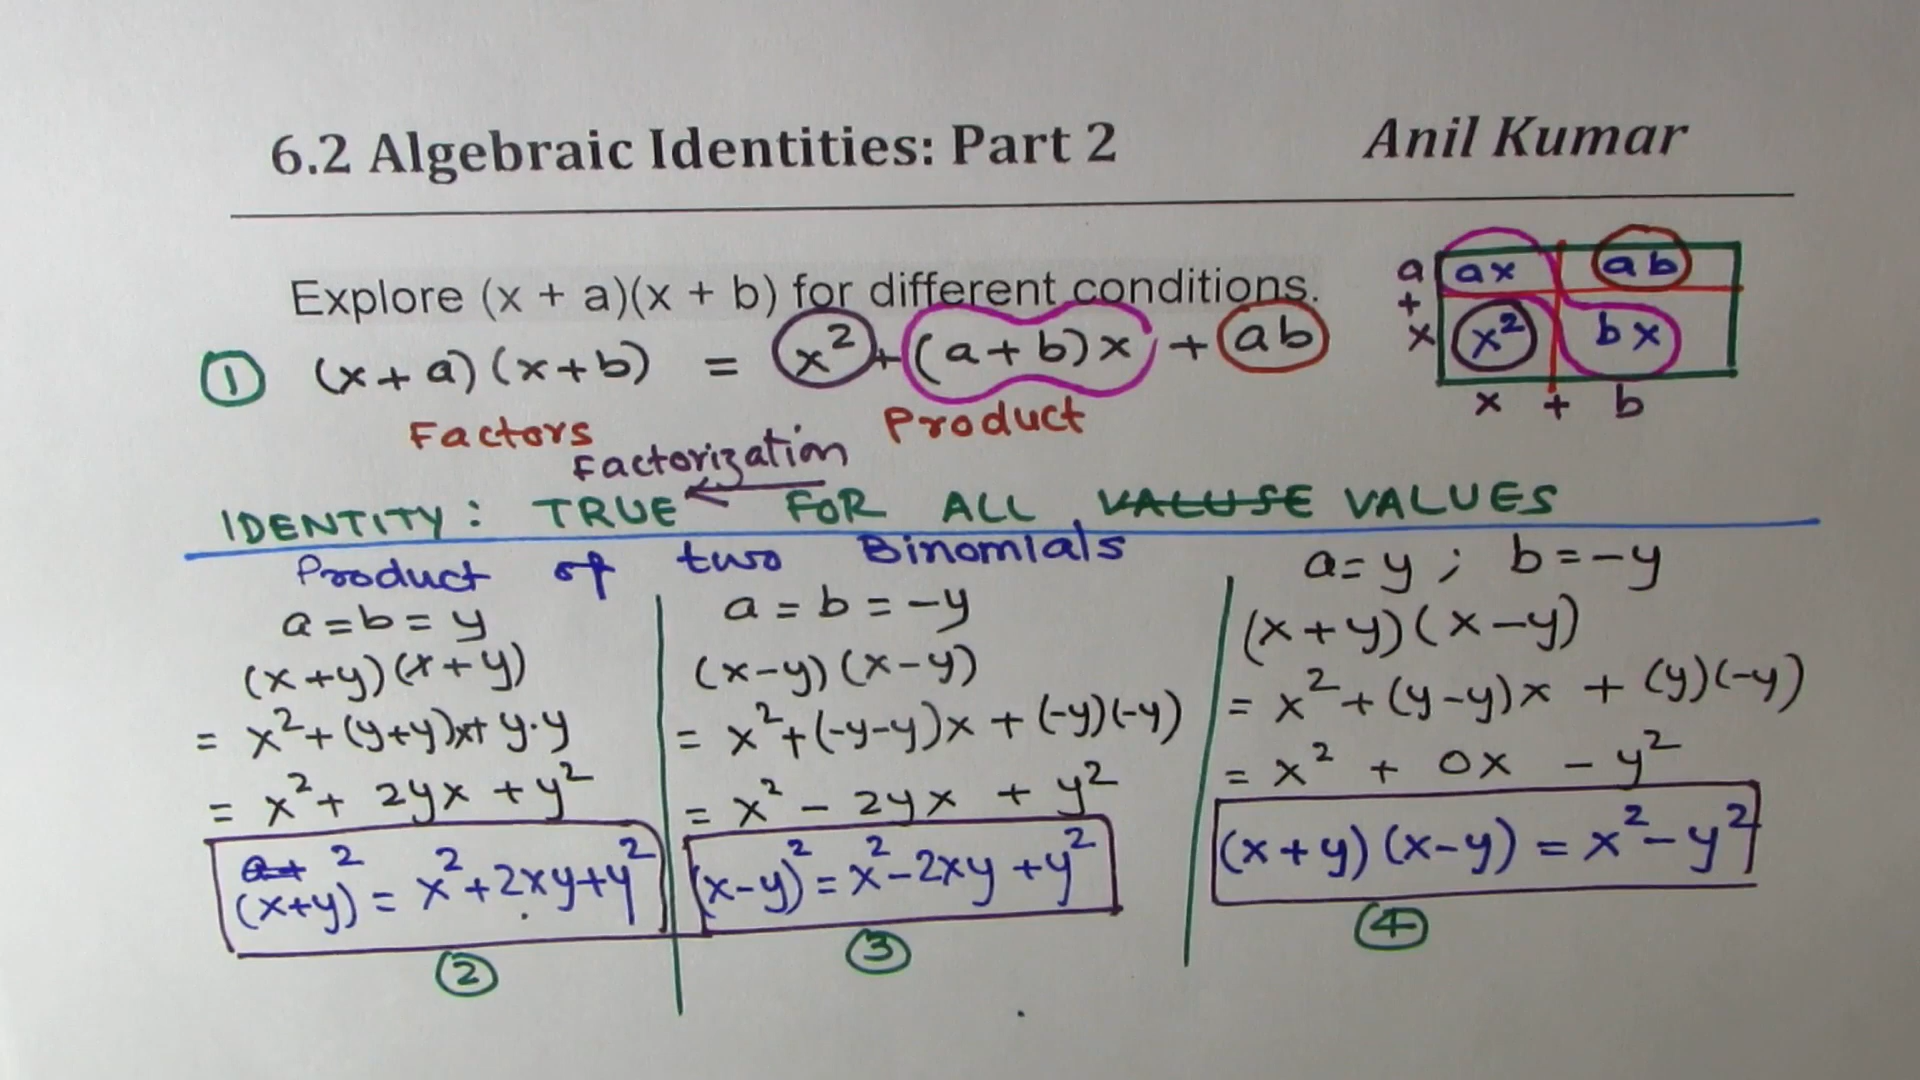 6.2 Algebraic Identities: Part 2 Anil Kumar
Explore (x + a)(x + b) for different conditions.
① (x+a)(x+b) = x²+(a+b)x + ab
Factors Product
Factorization
a ax ab
+
x x² bx
x + b
IDENTITY: TRUE FOR ALL VALUSE VALUES
Product of two Binomials
a=b=y
(x+y)(x+y)
= x²+(y+y)x+ y·y
= x²+ 2yx +y²
(x+y)² = x²+2xy+y²
②
a=b=-y
(x-y)(x-y)
= x²+(-y-y)x + (-y)(-y)
= x² - 2yx + y²
(x-y)² = x²-2xy+y²
③
a=y ; b=-y
(x+y)(x-y)
= x²+(y-y)x + (y)(-y)
= x² + 0x - y²
(x+y)(x-y) = x²-y²
④